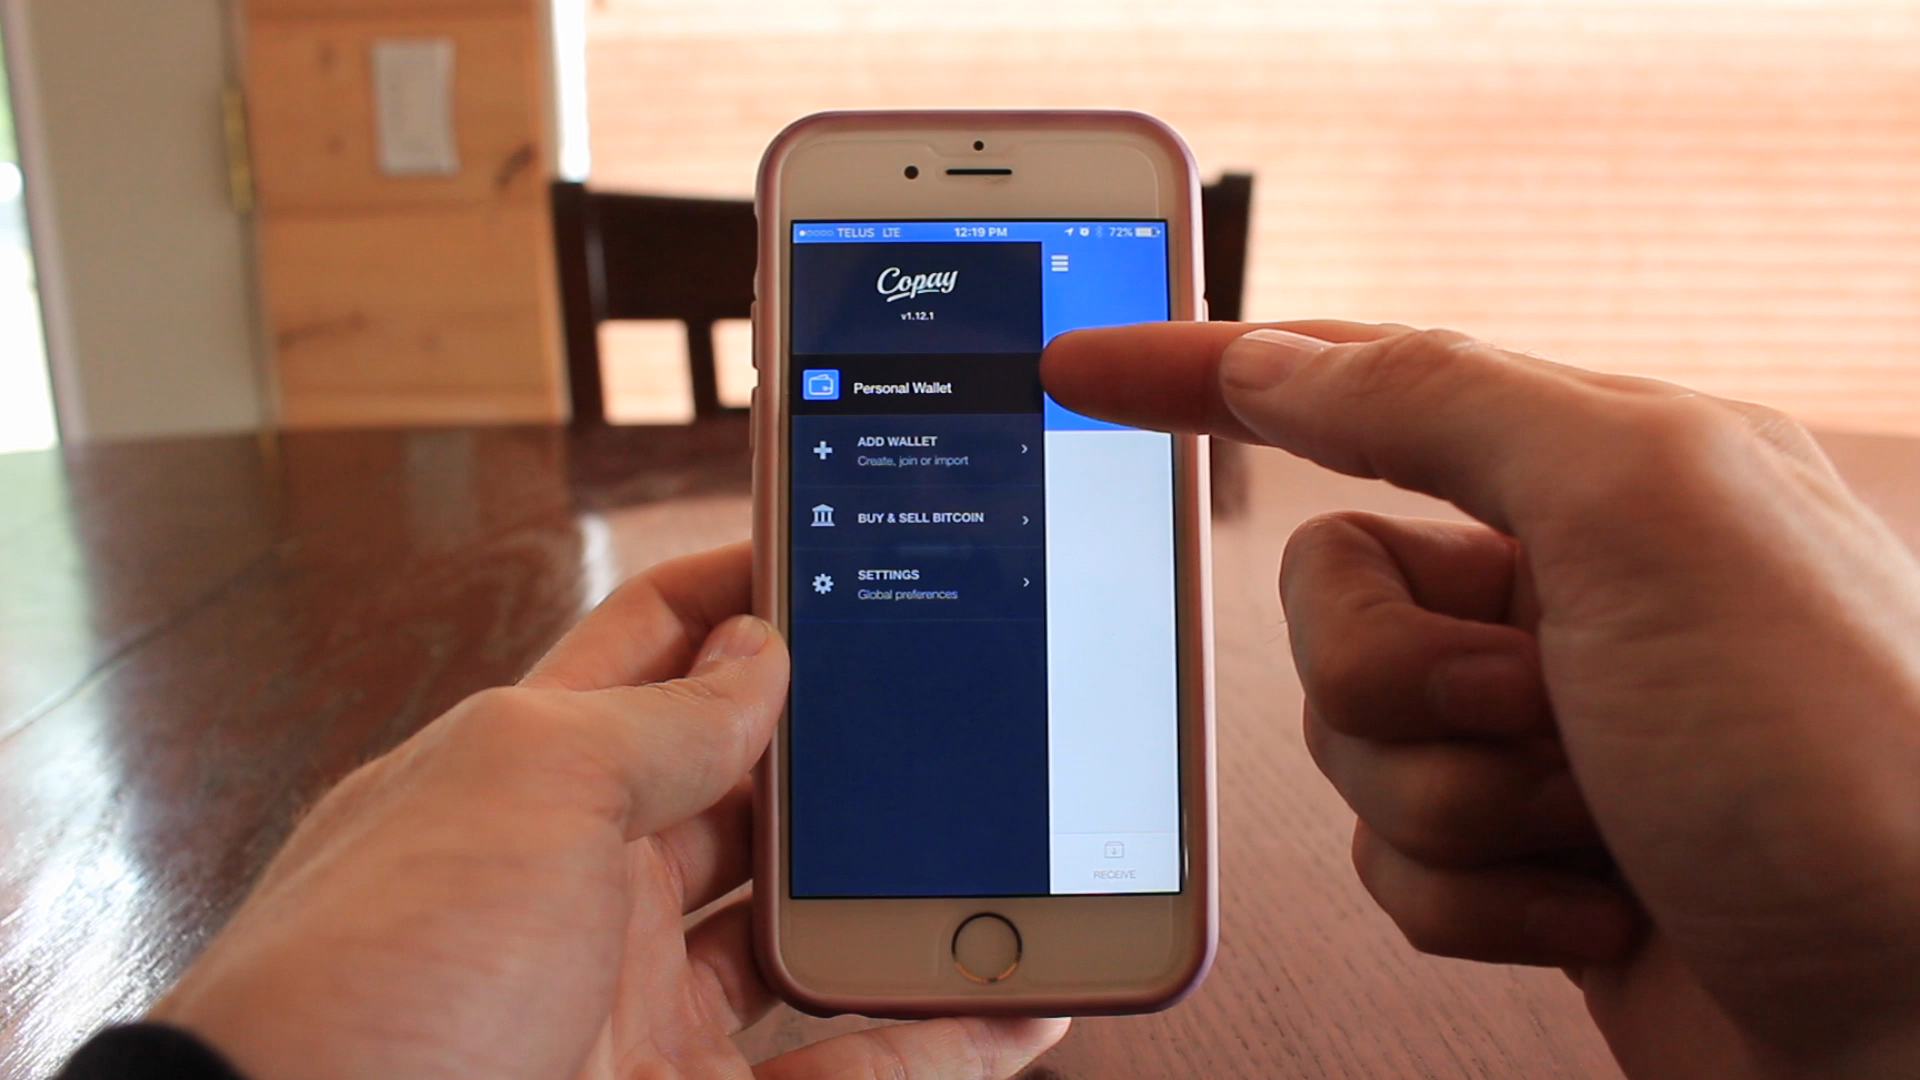 TELUS LTE 12:19 PM 72%
Copay
v1.12.1
Personal Wallet
ADD WALLET
Create, join or import
BUY & SELL BITCOIN
SETTINGS
Global preferences
RECEIVE